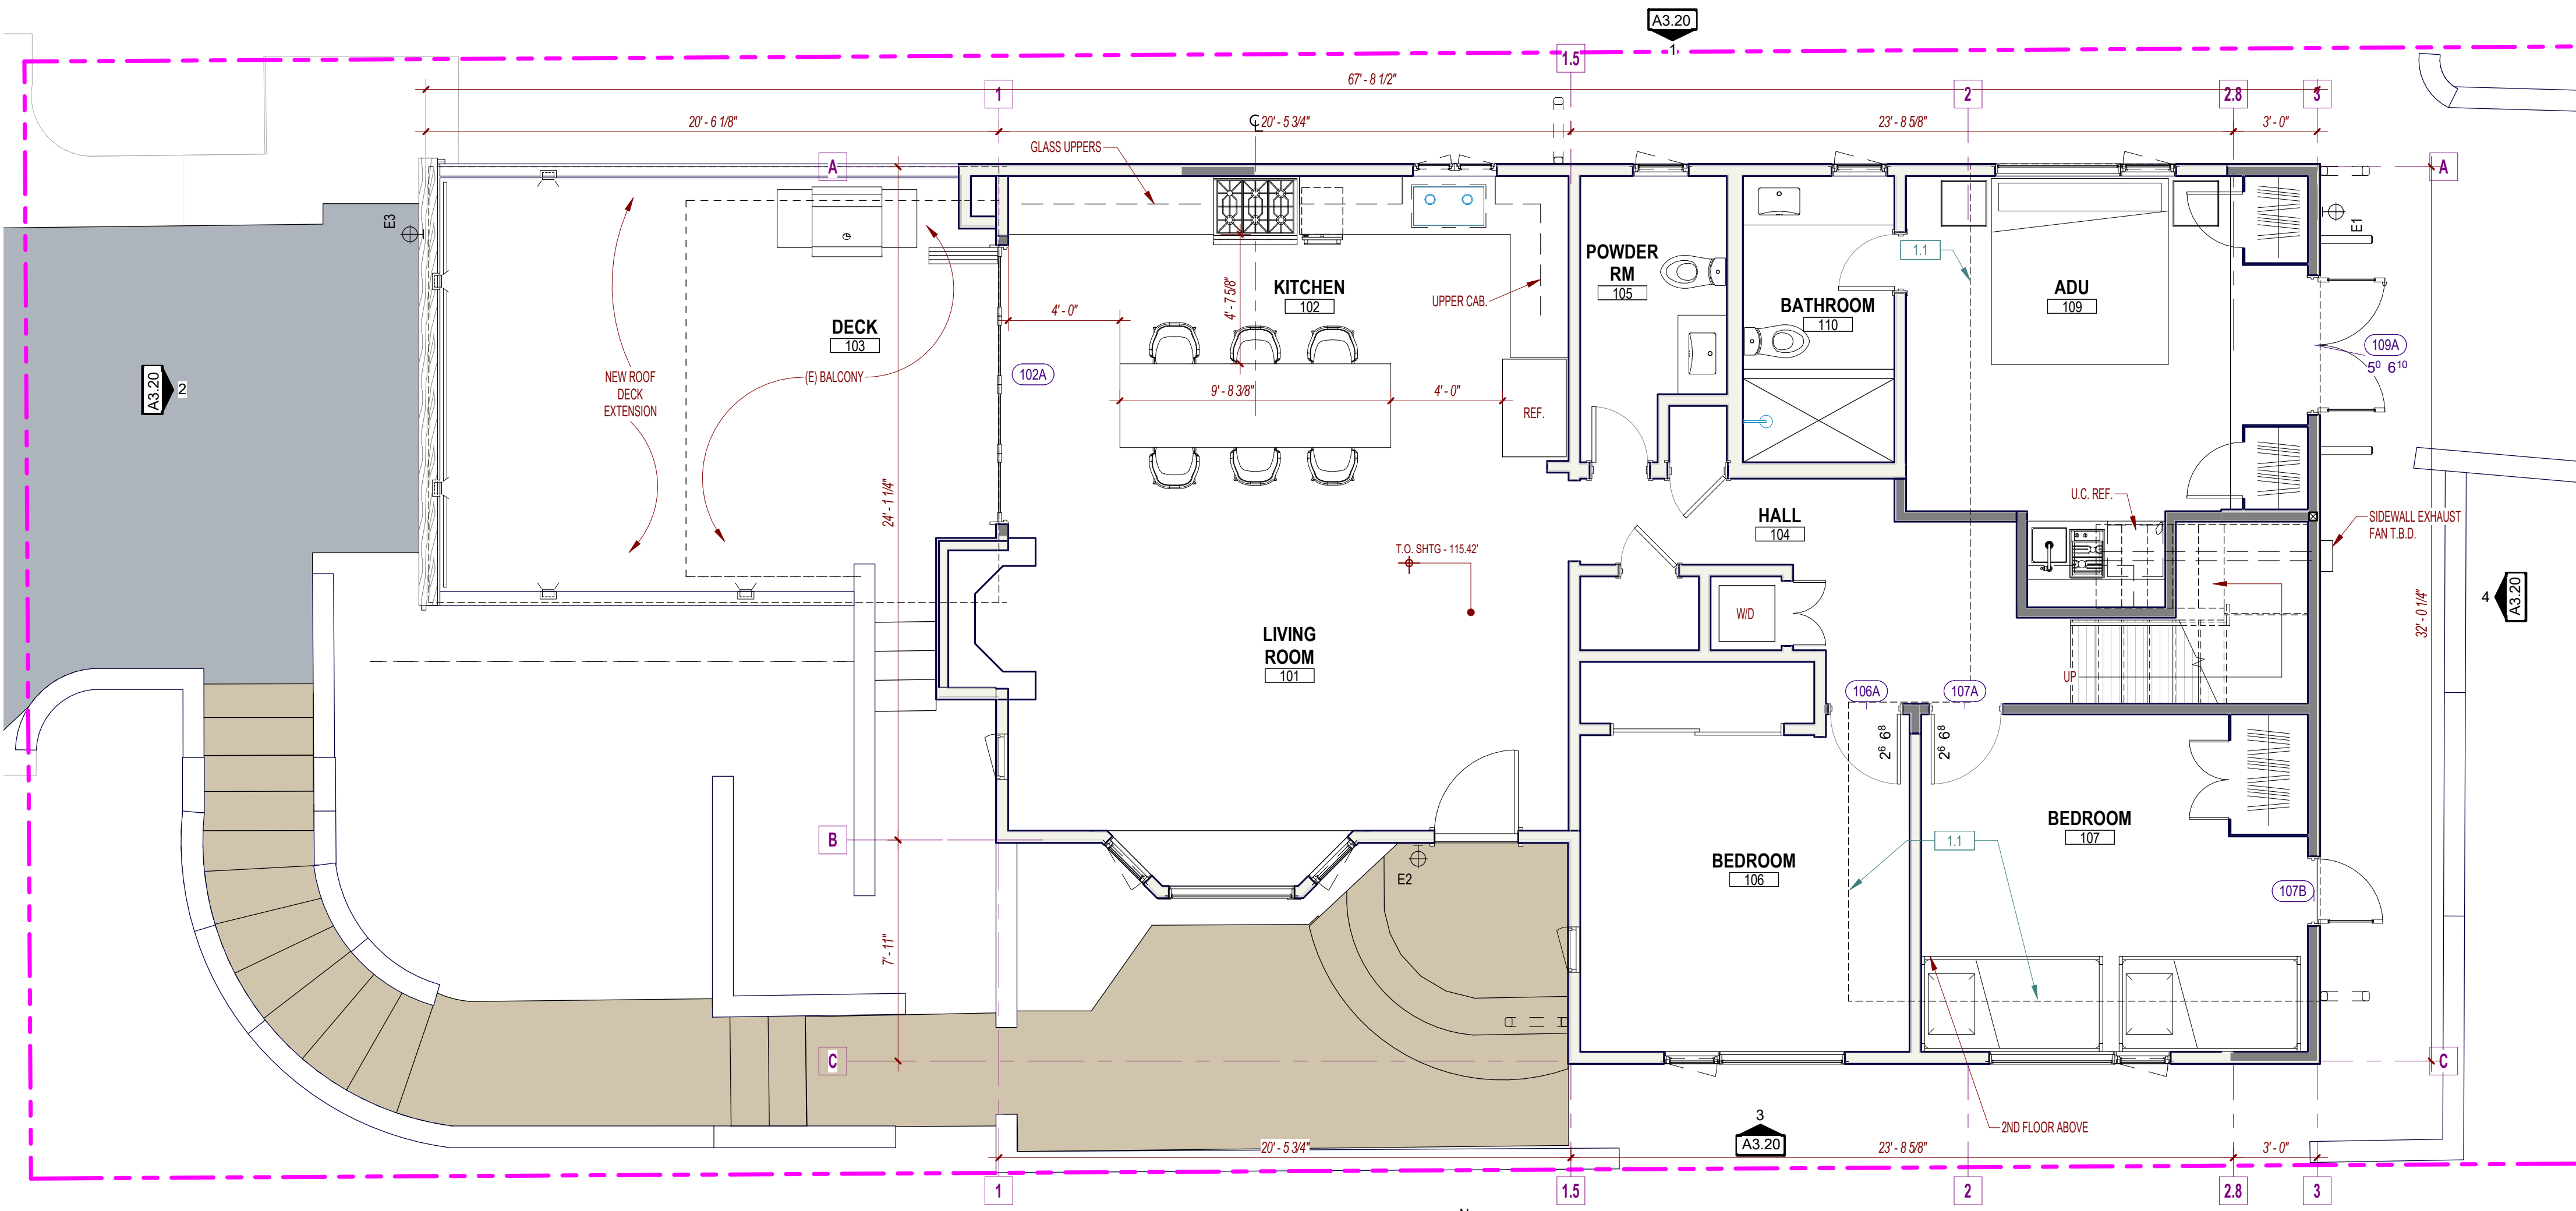 A3.20
1
1.5
67' - 8 1/2"
1
2
2.8
3
20' - 6 1/8"
20' - 5 3/4"
23' - 8 5/8"
3' - 0"
GLASS UPPERS
A
A
E3
E1
POWDER
RM
105
1.1
KITCHEN
102
UPPER CAB.
4' - 7 5/8"
4' - 0"
BATHROOM
110
ADU
109
DECK
103
109A
5⁰ 6¹⁰
A3.20
2
NEW ROOF
DECK
EXTENSION
(E) BALCONY
102A
9' - 8 3/8"
4' - 0"
REF.
24' - 1 1/4"
U.C. REF.
HALL
104
SIDEWALL EXHAUST
FAN T.B.D.
T.O. SHTG - 115.42'
W/D
4
A3.20
32' - 0 1/4"
LIVING
ROOM
101
UP
106A
107A
2⁶ 6⁸
2⁶ 6⁸
B
BEDROOM
107
1.1
BEDROOM
106
E2
107B
7' - 11"
C
C
3
A3.20
2ND FLOOR ABOVE
20' - 5 3/4"
23' - 8 5/8"
3' - 0"
1
1.5
2
2.8
3